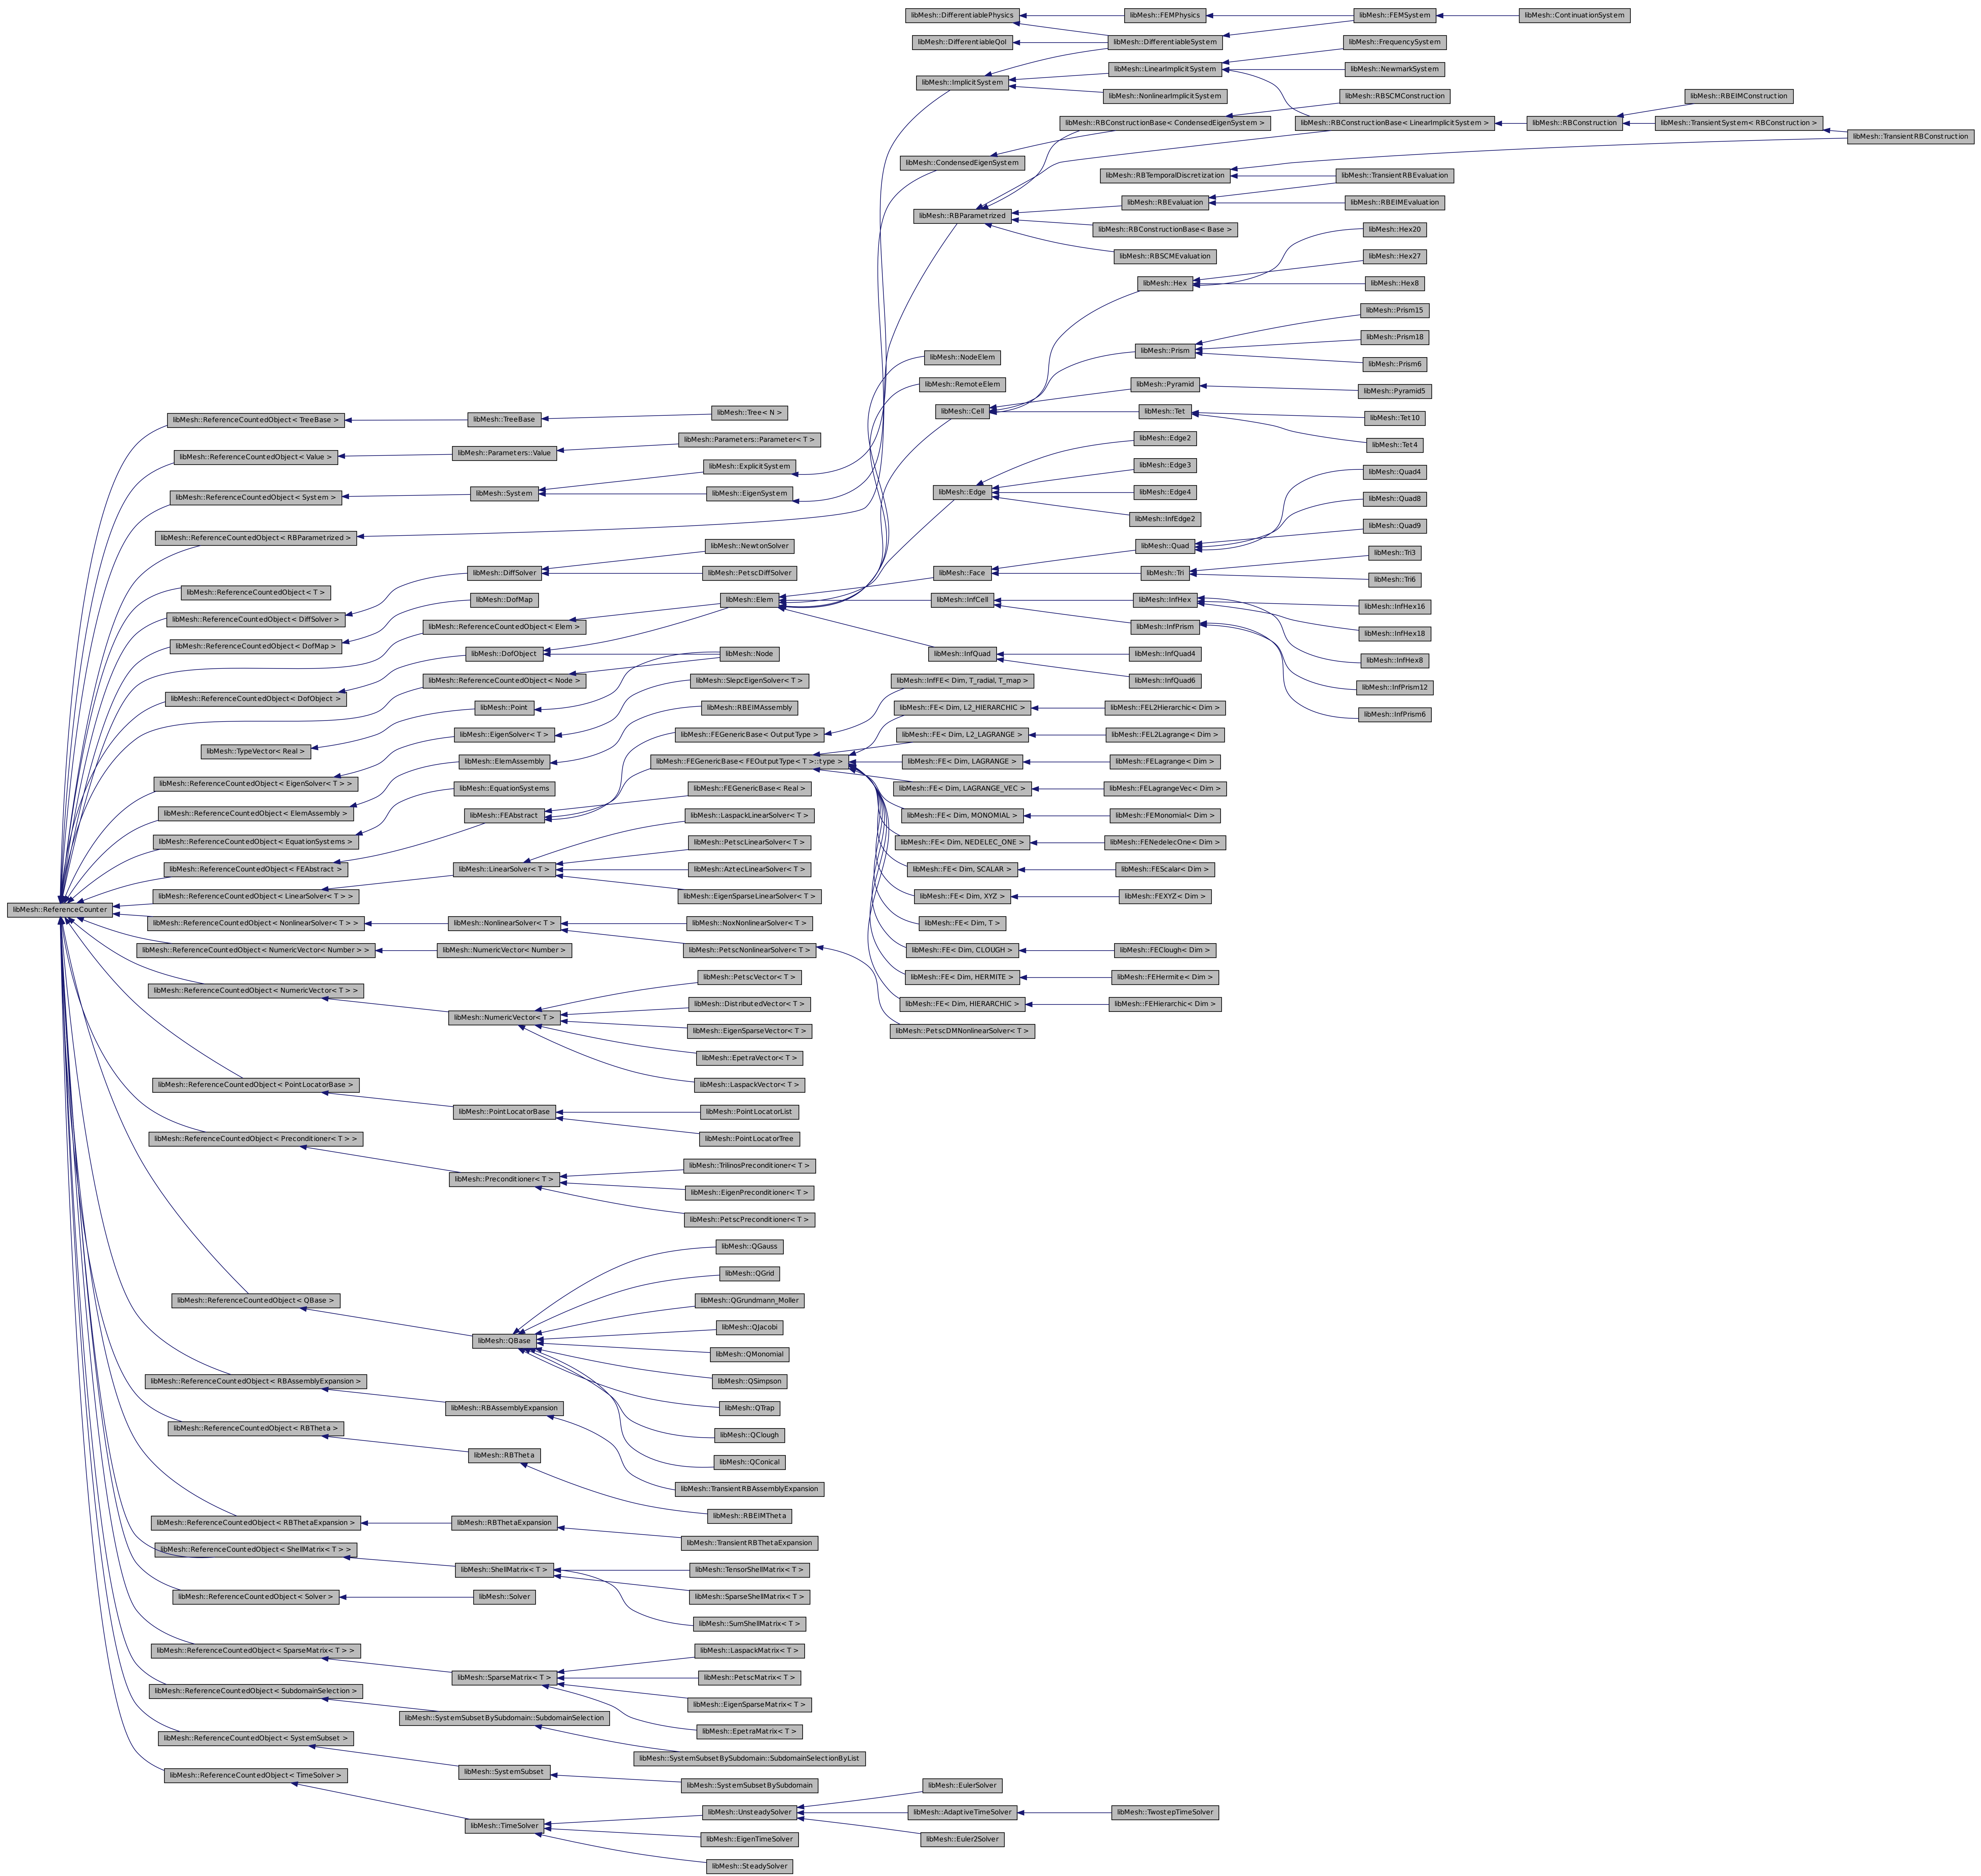 libMesh::DifferentiablePhysics
libMesh::FEMPhysics
libMesh::FEMSystem
libMesh::ContinuationSystem
libMesh::DifferentiableQoI
libMesh::DifferentiableSystem
libMesh::FrequencySystem
libMesh::ImplicitSystem
libMesh::LinearImplicitSystem
libMesh::NewmarkSystem
libMesh::NonlinearImplicitSystem
libMesh::RBSCMConstruction
libMesh::RBEIMConstruction
libMesh::RBConstructionBase< CondensedEigenSystem >
libMesh::RBConstructionBase< LinearImplicitSystem >
libMesh::RBConstruction
libMesh::TransientSystem< RBConstruction >
libMesh::TransientRBConstruction
libMesh::CondensedEigenSystem
libMesh::RBTemporalDiscretization
libMesh::TransientRBEvaluation
libMesh::RBParametrized
libMesh::RBEvaluation
libMesh::RBEIMEvaluation
libMesh::RBConstructionBase< Base >
libMesh::RBSCMEvaluation
libMesh::Hex20
libMesh::Hex27
libMesh::Hex
libMesh::Hex8
libMesh::Prism15
libMesh::Prism18
libMesh::Prism
libMesh::Prism6
libMesh::NodeElem
libMesh::RemoteElem
libMesh::Pyramid
libMesh::Pyramid5
libMesh::Cell
libMesh::Tet
libMesh::Tet10
libMesh::Tet4
libMesh::ReferenceCountedObject< TreeBase >
libMesh::TreeBase
libMesh::Tree< N >
libMesh::ReferenceCountedObject< Value >
libMesh::Parameters::Value
libMesh::Parameters::Parameter< T >
libMesh::Edge2
libMesh::Edge3
libMesh::Edge
libMesh::Edge4
libMesh::InfEdge2
libMesh::Quad4
libMesh::Quad8
libMesh::Quad9
libMesh::ReferenceCountedObject< System >
libMesh::System
libMesh::ExplicitSystem
libMesh::EigenSystem
libMesh::ReferenceCountedObject< RBParametrized >
libMesh::Quad
libMesh::Tri3
libMesh::Face
libMesh::Tri
libMesh::Tri6
libMesh::NewtonSolver
libMesh::DiffSolver
libMesh::PetscDiffSolver
libMesh::ReferenceCountedObject< T >
libMesh::DofMap
libMesh::Elem
libMesh::InfCell
libMesh::InfHex
libMesh::InfHex16
libMesh::ReferenceCountedObject< DiffSolver >
libMesh::ReferenceCountedObject< Elem >
libMesh::InfPrism
libMesh::InfHex18
libMesh::ReferenceCountedObject< DofMap >
libMesh::DofObject
libMesh::Node
libMesh::InfQuad
libMesh::InfQuad4
libMesh::InfHex8
libMesh::ReferenceCountedObject< Node >
libMesh::InfQuad6
libMesh::InfPrism12
libMesh::InfPrism6
libMesh::ReferenceCountedObject< DofObject >
libMesh::SlepcEigenSolver< T >
libMesh::InfFE< Dim, T_radial, T_map >
libMesh::Point
libMesh::RBEIMAssembly
libMesh::FE< Dim, L2_HIERARCHIC >
libMesh::FEL2Hierarchic< Dim >
libMesh::TypeVector< Real >
libMesh::EigenSolver< T >
libMesh::FEGenericBase< OutputType >
libMesh::FE< Dim, L2_LAGRANGE >
libMesh::FEL2Lagrange< Dim >
libMesh::ElemAssembly
libMesh::FEGenericBase< FEOutputType< T >::type >
libMesh::FE< Dim, LAGRANGE >
libMesh::FELagrange< Dim >
libMesh::ReferenceCountedObject< EigenSolver< T > >
libMesh::EquationSystems
libMesh::FEGenericBase< Real >
libMesh::FE< Dim, LAGRANGE_VEC >
libMesh::FELagrangeVec< Dim >
libMesh::ReferenceCountedObject< ElemAssembly >
libMesh::FEAbstract
libMesh::LaspackLinearSolver< T >
libMesh::FE< Dim, MONOMIAL >
libMesh::FEMonomial< Dim >
libMesh::ReferenceCountedObject< EquationSystems >
libMesh::PetscLinearSolver< T >
libMesh::FE< Dim, NEDELEC_ONE >
libMesh::FENedelecOne< Dim >
libMesh::ReferenceCountedObject< FEAbstract >
libMesh::LinearSolver< T >
libMesh::AztecLinearSolver< T >
libMesh::FE< Dim, SCALAR >
libMesh::FEScalar< Dim >
libMesh::ReferenceCountedObject< LinearSolver< T > >
libMesh::EigenSparseLinearSolver< T >
libMesh::FE< Dim, XYZ >
libMesh::FEXYZ< Dim >
libMesh::ReferenceCounter
libMesh::ReferenceCountedObject< NonlinearSolver< T > >
libMesh::NonlinearSolver< T >
libMesh::NoxNonlinearSolver< T >
libMesh::FE< Dim, T >
libMesh::ReferenceCountedObject< NumericVector< Number > >
libMesh::NumericVector< Number >
libMesh::PetscNonlinearSolver< T >
libMesh::FE< Dim, CLOUGH >
libMesh::FEClough< Dim >
libMesh::PetscVector< T >
libMesh::FE< Dim, HERMITE >
libMesh::FEHermite< Dim >
libMesh::ReferenceCountedObject< NumericVector< T > >
libMesh::DistributedVector< T >
libMesh::FE< Dim, HIERARCHIC >
libMesh::FEHierarchic< Dim >
libMesh::NumericVector< T >
libMesh::EigenSparseVector< T >
libMesh::PetscDMNonlinearSolver< T >
libMesh::EpetraVector< T >
libMesh::LaspackVector< T >
libMesh::ReferenceCountedObject< PointLocatorBase >
libMesh::PointLocatorBase
libMesh::PointLocatorList
libMesh::PointLocatorTree
libMesh::ReferenceCountedObject< Preconditioner< T > >
libMesh::TrilinosPreconditioner< T >
libMesh::Preconditioner< T >
libMesh::EigenPreconditioner< T >
libMesh::PetscPreconditioner< T >
libMesh::QGauss
libMesh::QGrid
libMesh::ReferenceCountedObject< QBase >
libMesh::QGrundmann_Moller
libMesh::QJacobi
libMesh::QBase
libMesh::QMonomial
libMesh::QSimpson
libMesh::ReferenceCountedObject< RBAssemblyExpansion >
libMesh::RBAssemblyExpansion
libMesh::QTrap
libMesh::ReferenceCountedObject< RBTheta >
libMesh::QClough
libMesh::RBTheta
libMesh::QConical
libMesh::TransientRBAssemblyExpansion
libMesh::RBEIMTheta
libMesh::ReferenceCountedObject< RBThetaExpansion >
libMesh::RBThetaExpansion
libMesh::TransientRBThetaExpansion
libMesh::ReferenceCountedObject< ShellMatrix< T > >
libMesh::ShellMatrix< T >
libMesh::TensorShellMatrix< T >
libMesh::ReferenceCountedObject< Solver >
libMesh::Solver
libMesh::SparseShellMatrix< T >
libMesh::SumShellMatrix< T >
libMesh::ReferenceCountedObject< SparseMatrix< T > >
libMesh::LaspackMatrix< T >
libMesh::SparseMatrix< T >
libMesh::PetscMatrix< T >
libMesh::ReferenceCountedObject< SubdomainSelection >
libMesh::EigenSparseMatrix< T >
libMesh::SystemSubsetBySubdomain::SubdomainSelection
libMesh::EpetraMatrix< T >
libMesh::ReferenceCountedObject< SystemSubset >
libMesh::SystemSubsetBySubdomain::SubdomainSelectionByList
libMesh::ReferenceCountedObject< TimeSolver >
libMesh::SystemSubset
libMesh::SystemSubsetBySubdomain
libMesh::EulerSolver
libMesh::UnsteadySolver
libMesh::AdaptiveTimeSolver
libMesh::TwostepTimeSolver
libMesh::TimeSolver
libMesh::EigenTimeSolver
libMesh::Euler2Solver
libMesh::SteadySolver